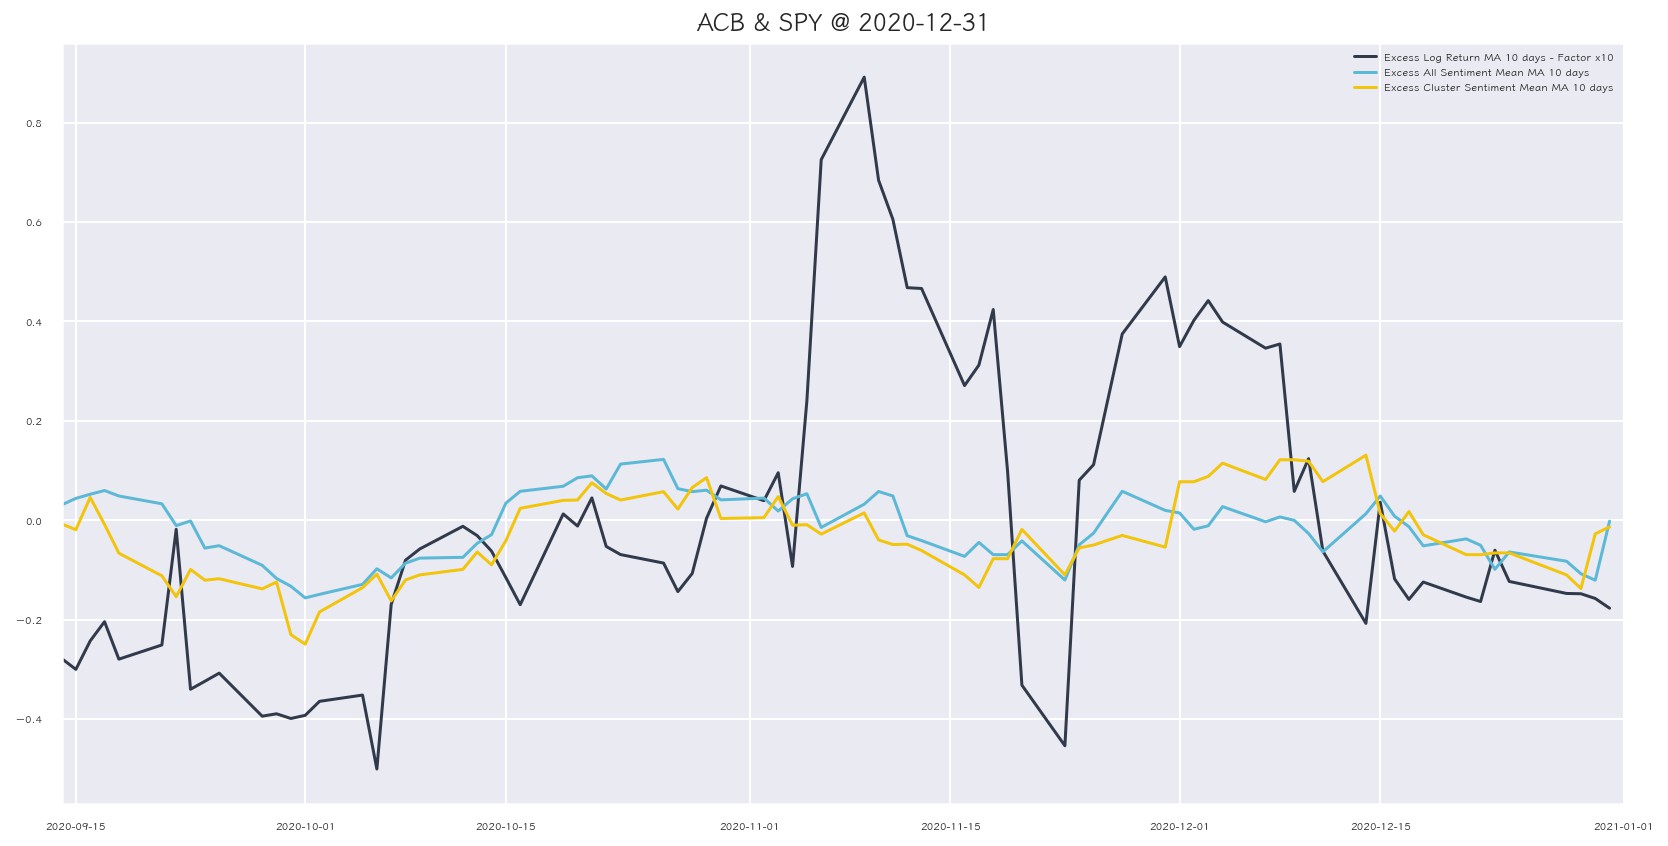 ACB & SPY @ 2020-12-31
Excess Log Return MA 10 days - Factor x10
Excess All Sentiment Mean MA 10 days
Excess Cluster Sentiment Mean MA 10 days
0.8
0.6
0.4
0.2
0.0
−0.2
−0.4
2020-09-15 2020-10-01 2020-10-15 2020-11-01 2020-11-15 2020-12-01 2020-12-15 2021-01-01